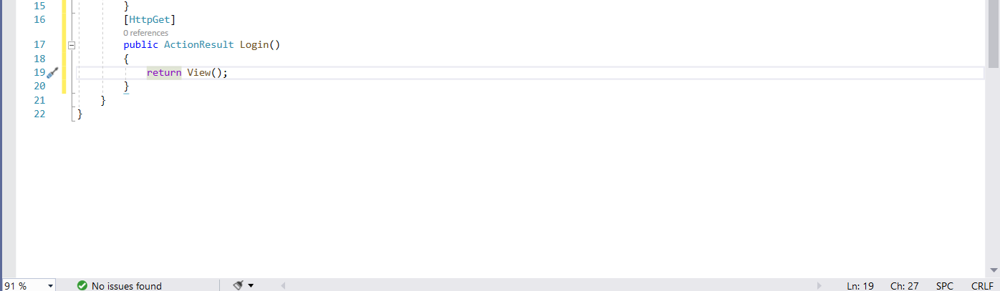 15 }
16 [HttpGet]
0 references
17 public ActionResult Login()
18 {
19 return View();
20 }
21 }
22 }
91 % No issues found Ln: 19 Ch: 27 SPC CRLF